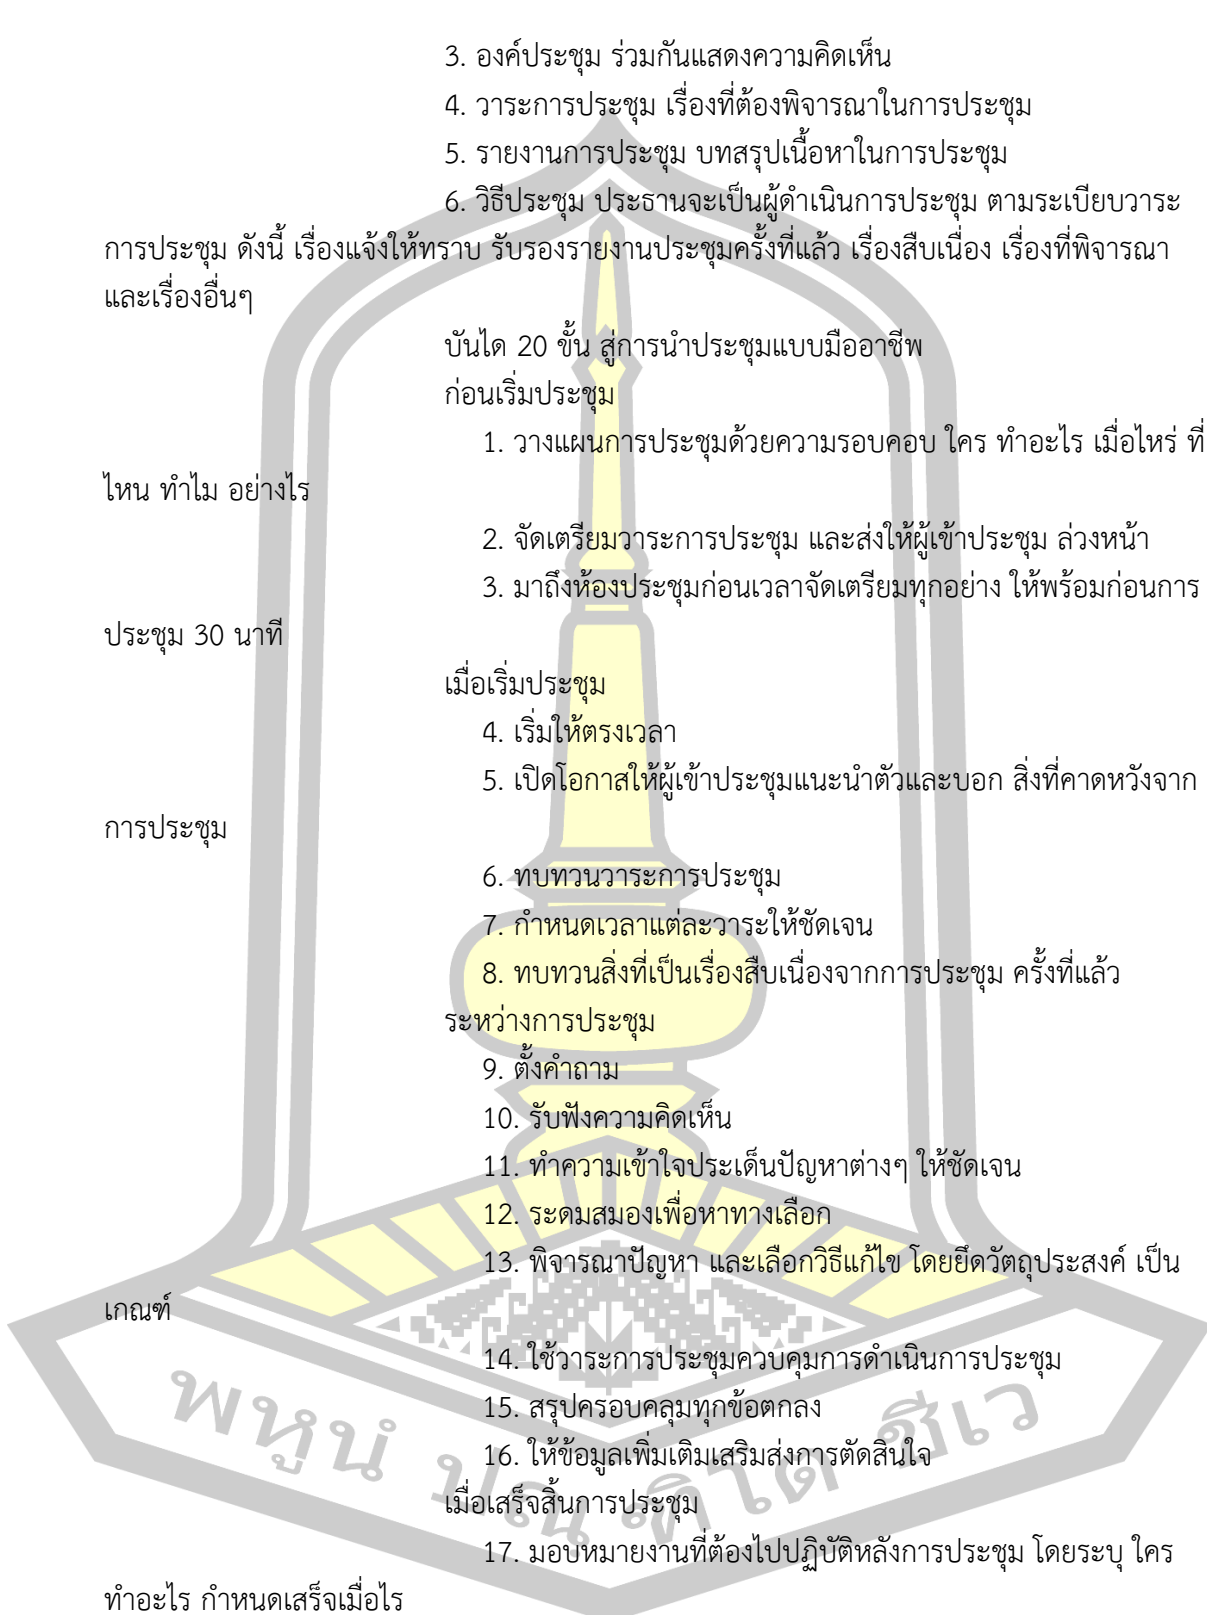 3. องค์ประชุม ร่วมกันแสดงความคิดเห็น
4. วาระการประชุม เรื่องที่ต้องพิจารณาในการประชุม
5. รายงานการประชุม บทสรุปเนื้อหาในการประชุม
6. วิธีประชุม ประธานจะเป็นผู้ดำเนินการประชุม ตามระเบียบวาระ
การประชุม ดังนี้ เรื่องแจ้งให้ทราบ รับรองรายงานประชุมครั้งที่แล้ว เรื่องสืบเนื่อง เรื่องที่พิจารณา
และเรื่องอื่นๆ
บันได 20 ขั้น สู่การนำประชุมแบบมืออาชีพ
ก่อนเริ่มประชุม
1. วางแผนการประชุมด้วยความรอบคอบ ใคร ทำอะไร เมื่อไหร่ ที่
ไหน ทำไม อย่างไร
2. จัดเตรียมวาระการประชุม และส่งให้ผู้เข้าประชุม ล่วงหน้า
3. มาถึงห้องประชุมก่อนเวลาจัดเตรียมทุกอย่าง ให้พร้อมก่อนการ
ประชุม 30 นาที
เมื่อเริ่มประชุม
4. เริ่มให้ตรงเวลา
5. เปิดโอกาสให้ผู้เข้าประชุมแนะนำตัวและบอก สิ่งที่คาดหวังจาก
การประชุม
6. ทบทวนวาระการประชุม
7. กำหนดเวลาแต่ละวาระให้ชัดเจน
8. ทบทวนสิ่งที่เป็นเรื่องสืบเนื่องจากการประชุม ครั้งที่แล้ว
ระหว่างการประชุม
9. ตั้งคำถาม
10. รับฟังความคิดเห็น
11. ทำความเข้าใจประเด็นปัญหาต่างๆ ให้ชัดเจน
12. ระดมสมองเพื่อหาทางเลือก
13. พิจารณาปัญหา และเลือกวิธีแก้ไข โดยยึดวัตถุประสงค์ เป็น
เกณฑ์
14. ใช้วาระการประชุมควบคุมการดำเนินการประชุม
15. สรุปครอบคลุมทุกข้อตกลง
16. ให้ข้อมูลเพิ่มเติมเสริมส่งการตัดสินใจ
เมื่อเสร็จสิ้นการประชุม
17. มอบหมายงานที่ต้องไปปฏิบัติหลังการประชุม โดยระบุ ใคร
ทำอะไร กำหนดเสร็จเมื่อไร
พหูนํ ปณฺฑิโต ชีเว